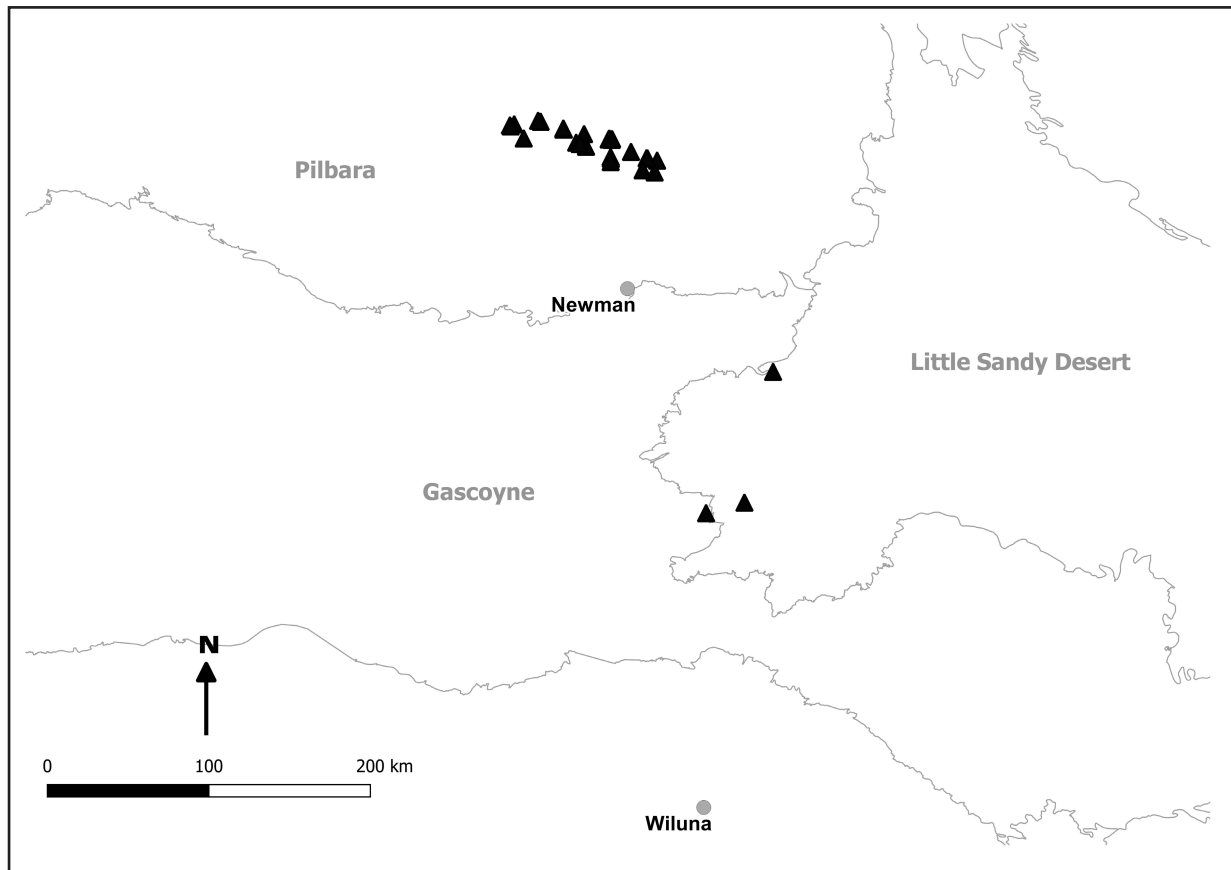 Pilbara
Newman
Little Sandy Desert
Gascoyne
N
0 100 200 km
Wiluna